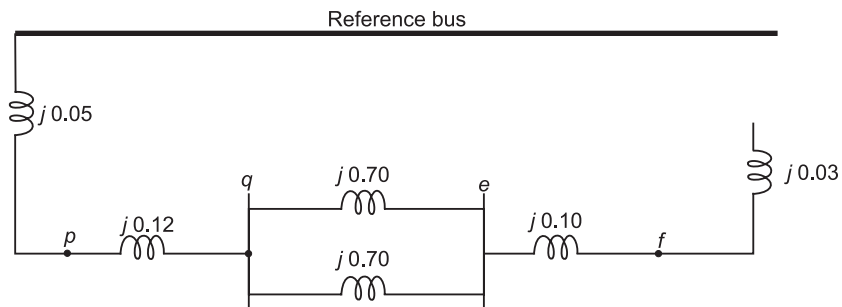 Reference bus
j 0.05
q
j 0.70
e
j 0.03
p
j 0.12
j 0.10
f
j 0.70